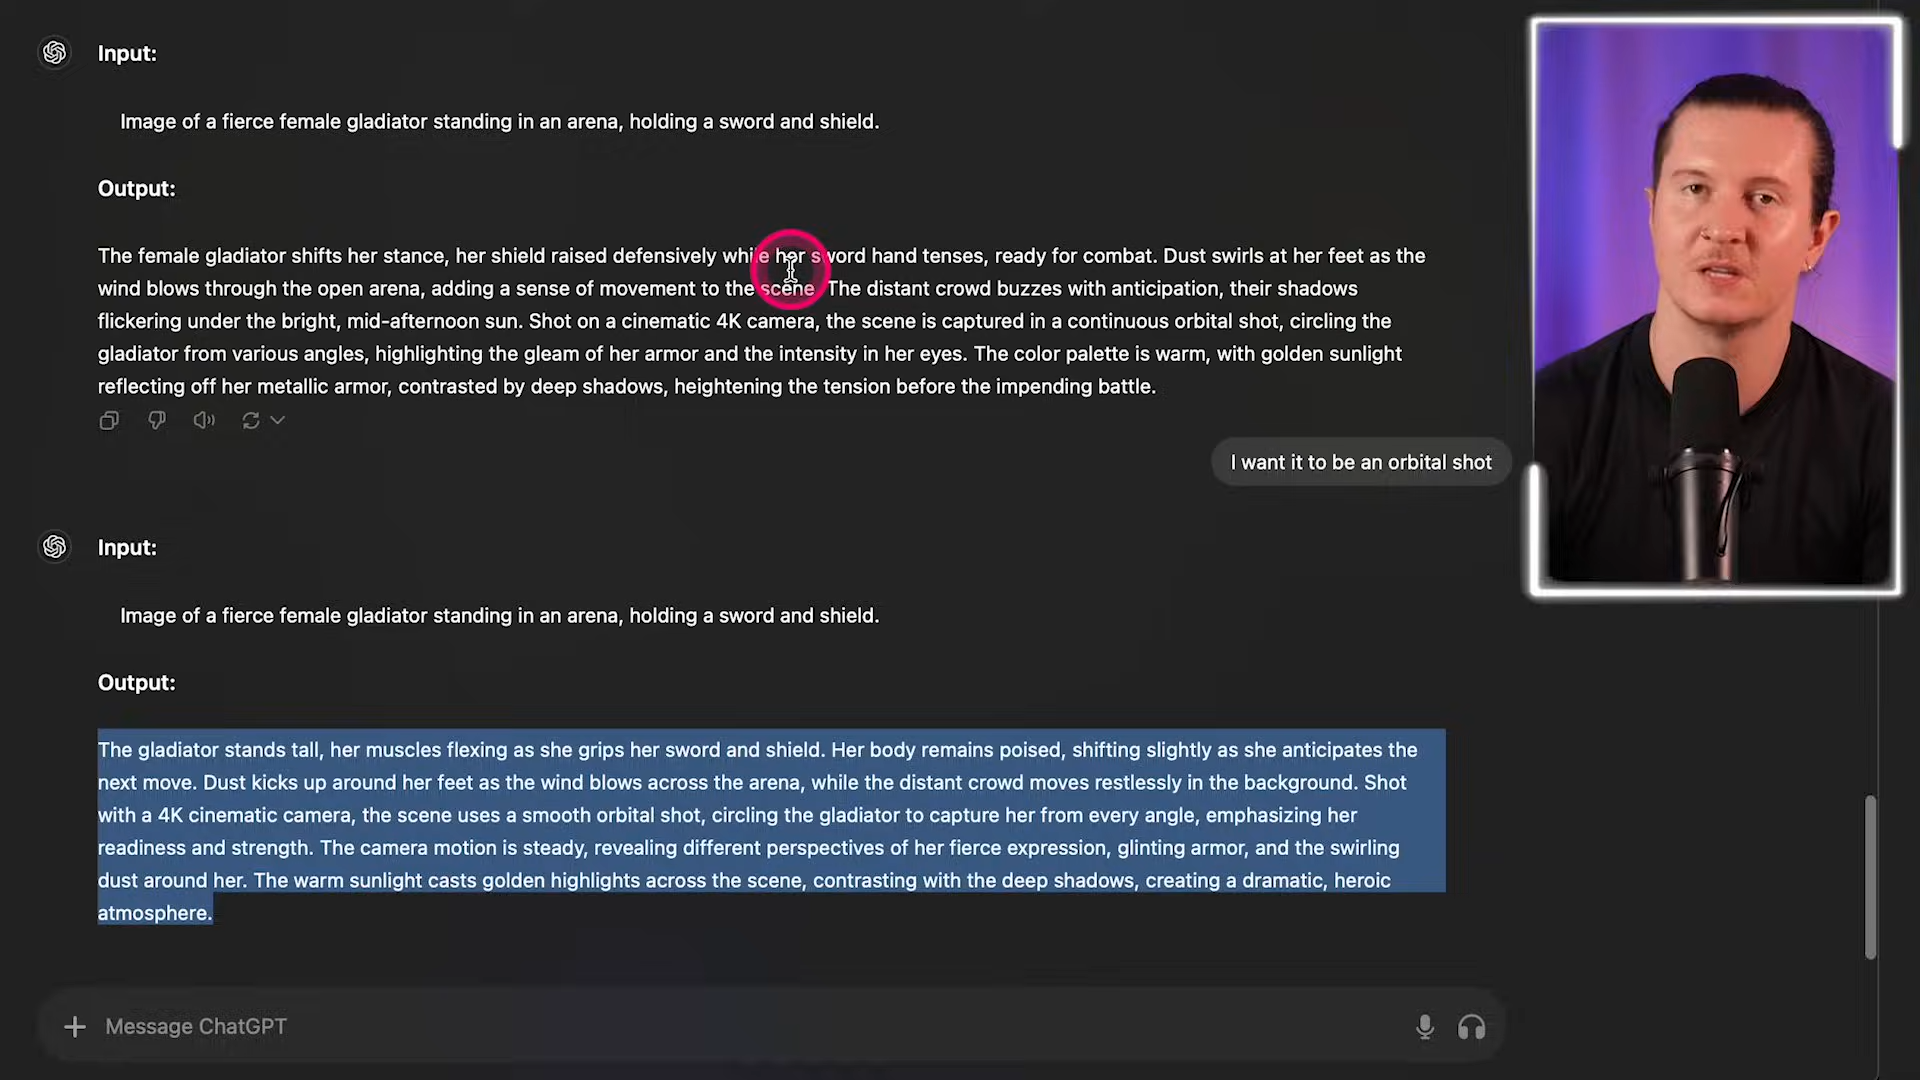 Input:
Image of a fierce female gladiator standing in an arena, holding a sword and shield.
Output:
The female gladiator shifts her stance, her shield raised defensively while her sword hand tenses, ready for combat. Dust swirls at her feet as the
wind blows through the open arena, adding a sense of movement to the scene. The distant crowd buzzes with anticipation, their shadows
flickering under the bright, mid-afternoon sun. Shot on a cinematic 4K camera, the scene is captured in a continuous orbital shot, circling the
gladiator from various angles, highlighting the gleam of her armor and the intensity in her eyes. The color palette is warm, with golden sunlight
reflecting off her metallic armor, contrasted by deep shadows, heightening the tension before the impending battle.
I want it to be an orbital shot
Input:
Image of a fierce female gladiator standing in an arena, holding a sword and shield.
Output:
The gladiator stands tall, her muscles flexing as she grips her sword and shield. Her body remains poised, shifting slightly as she anticipates the
next move. Dust kicks up around her feet as the wind blows across the arena, while the distant crowd moves restlessly in the background. Shot
with a 4K cinematic camera, the scene uses a smooth orbital shot, circling the gladiator to capture her from every angle, emphasizing her
readiness and strength. The camera motion is steady, revealing different perspectives of her fierce expression, glinting armor, and the swirling
dust around her. The warm sunlight casts golden highlights across the scene, contrasting with the deep shadows, creating a dramatic, heroic
atmosphere.
Message ChatGPT